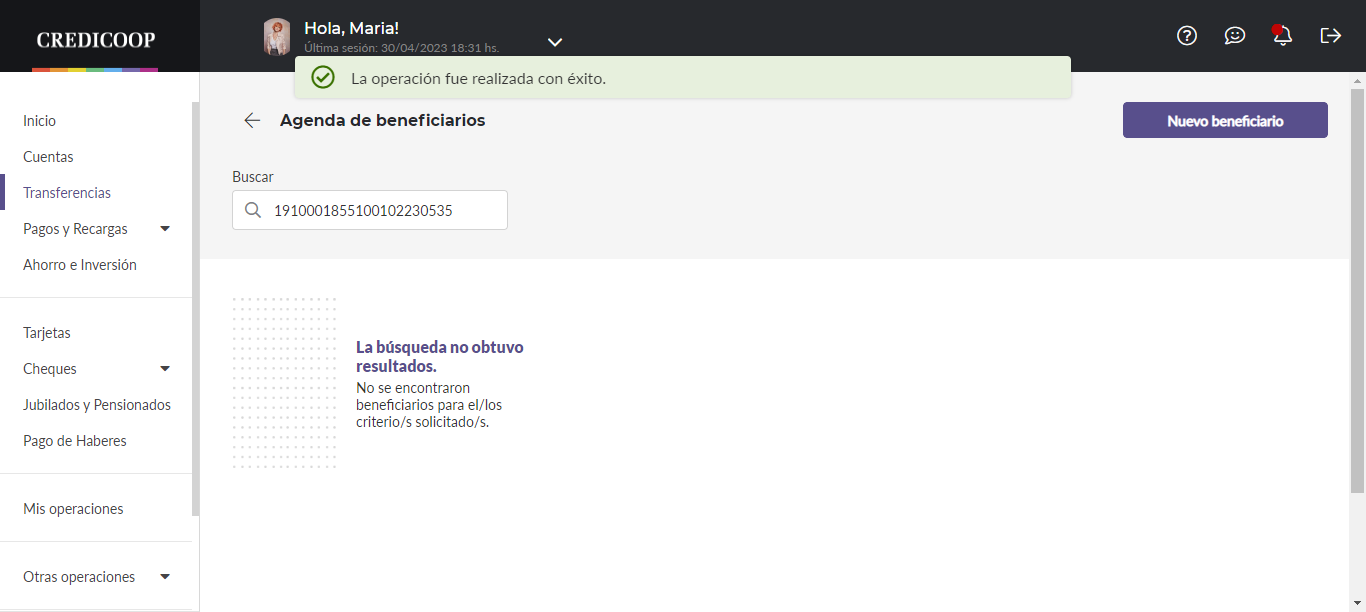 CREDICOOP
Hola, Maria!
Última sesión: 30/04/2023 18:31 hs.
La operación fue realizada con éxito.
Inicio
Cuentas
Transferencias
Pagos y Recargas
Ahorro e Inversión
Tarjetas
Cheques
Jubilados y Pensionados
Pago de Haberes
Mis operaciones
Otras operaciones
Agenda de beneficiarios
Nuevo beneficiario
Buscar
1910001855100102230535
La búsqueda no obtuvo
resultados.
No se encontraron
beneficiarios para el/los
criterio/s solicitado/s.